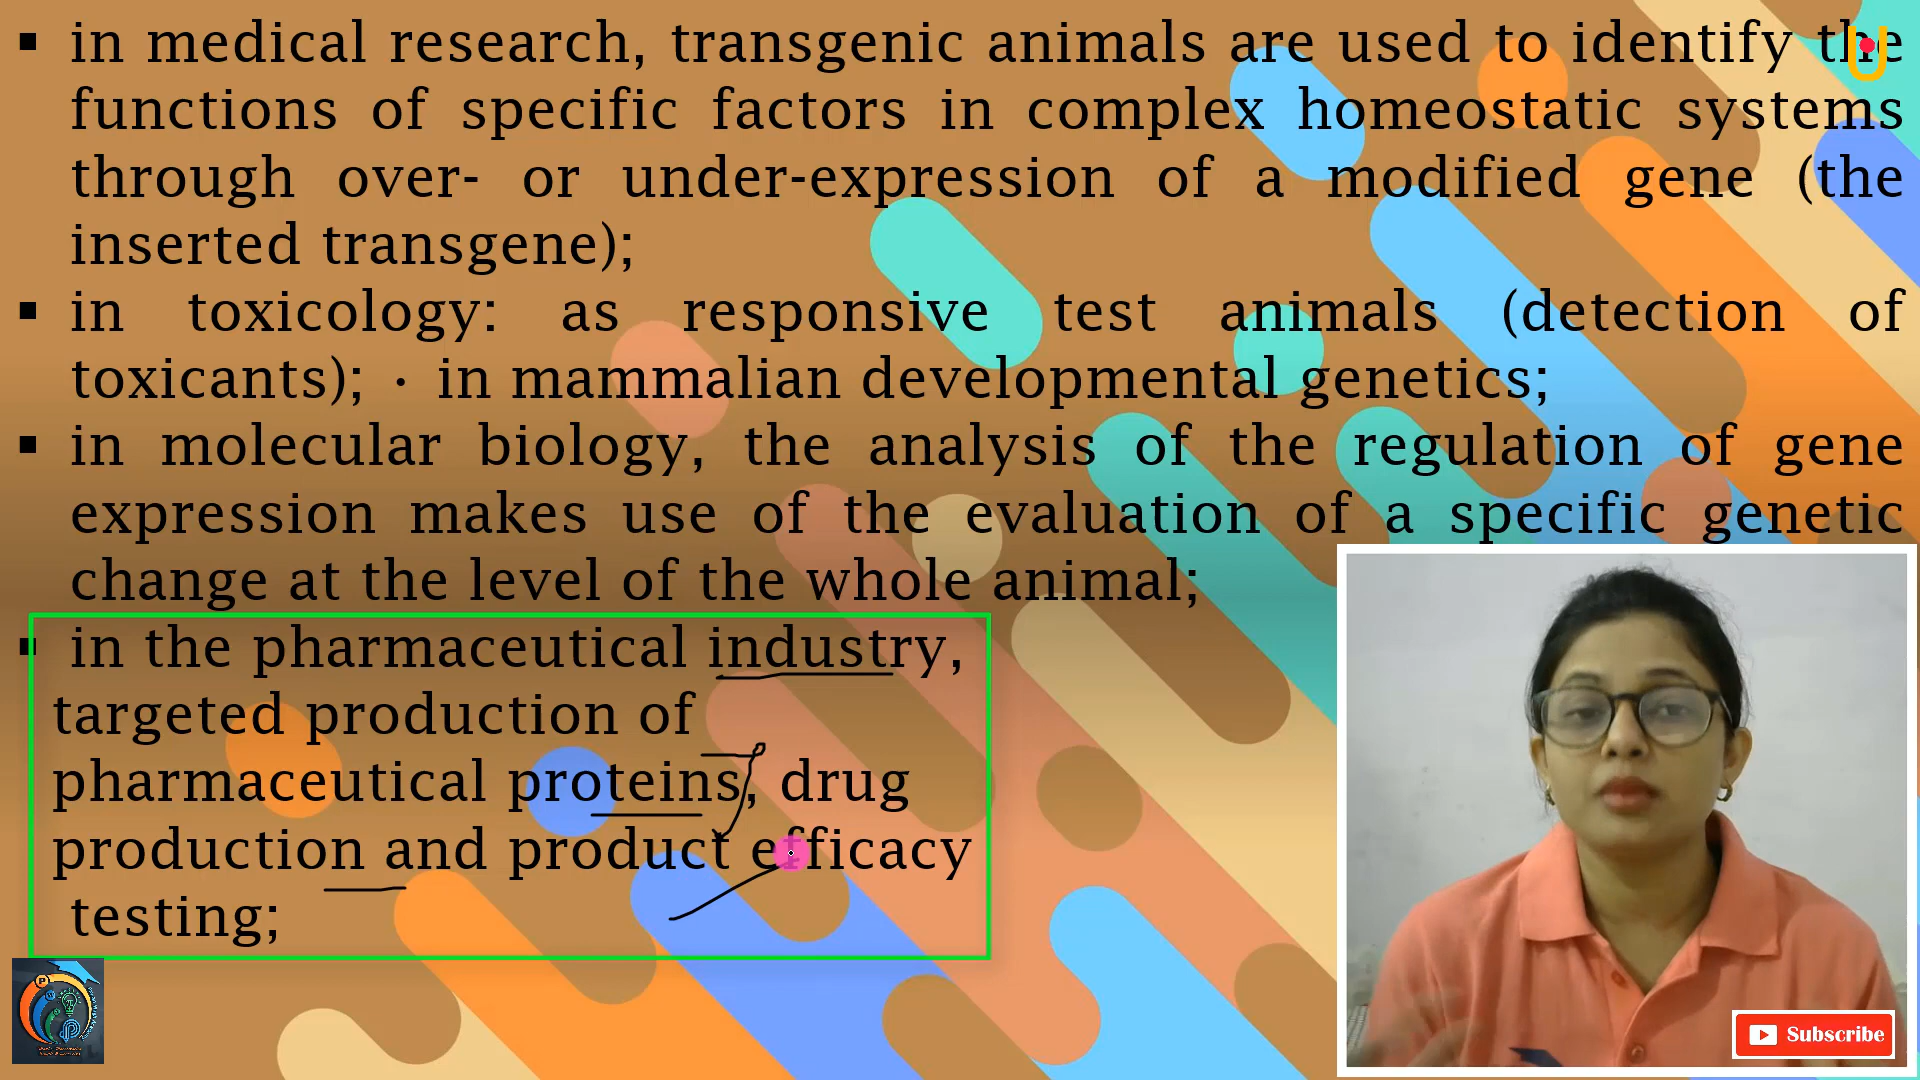 ▪ in medical research, transgenic animals are used to identify the
functions of specific factors in complex homeostatic systems
through over- or under-expression of a modified gene (the
inserted transgene);
▪ in toxicology: as responsive test animals (detection of
toxicants); · in mammalian developmental genetics;
▪ in molecular biology, the analysis of the regulation of gene
expression makes use of the evaluation of a specific genetic
change at the level of the whole animal;
▪ in the pharmaceutical industry,
targeted production of
pharmaceutical proteins, drug
production and product efficacy
testing;
Subscribe